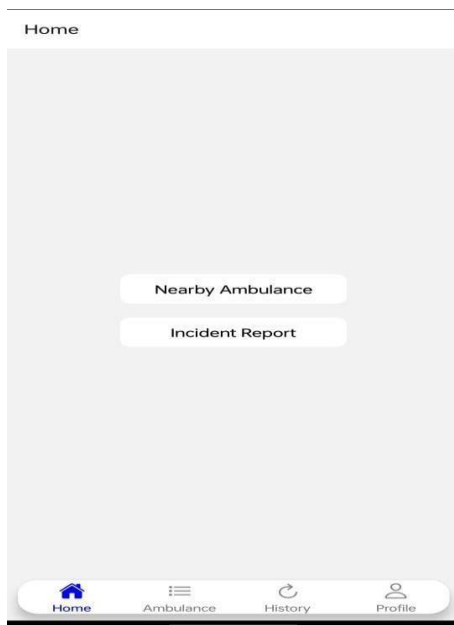 Home
Nearby Ambulance
Incident Report
Home Ambulance History Profile